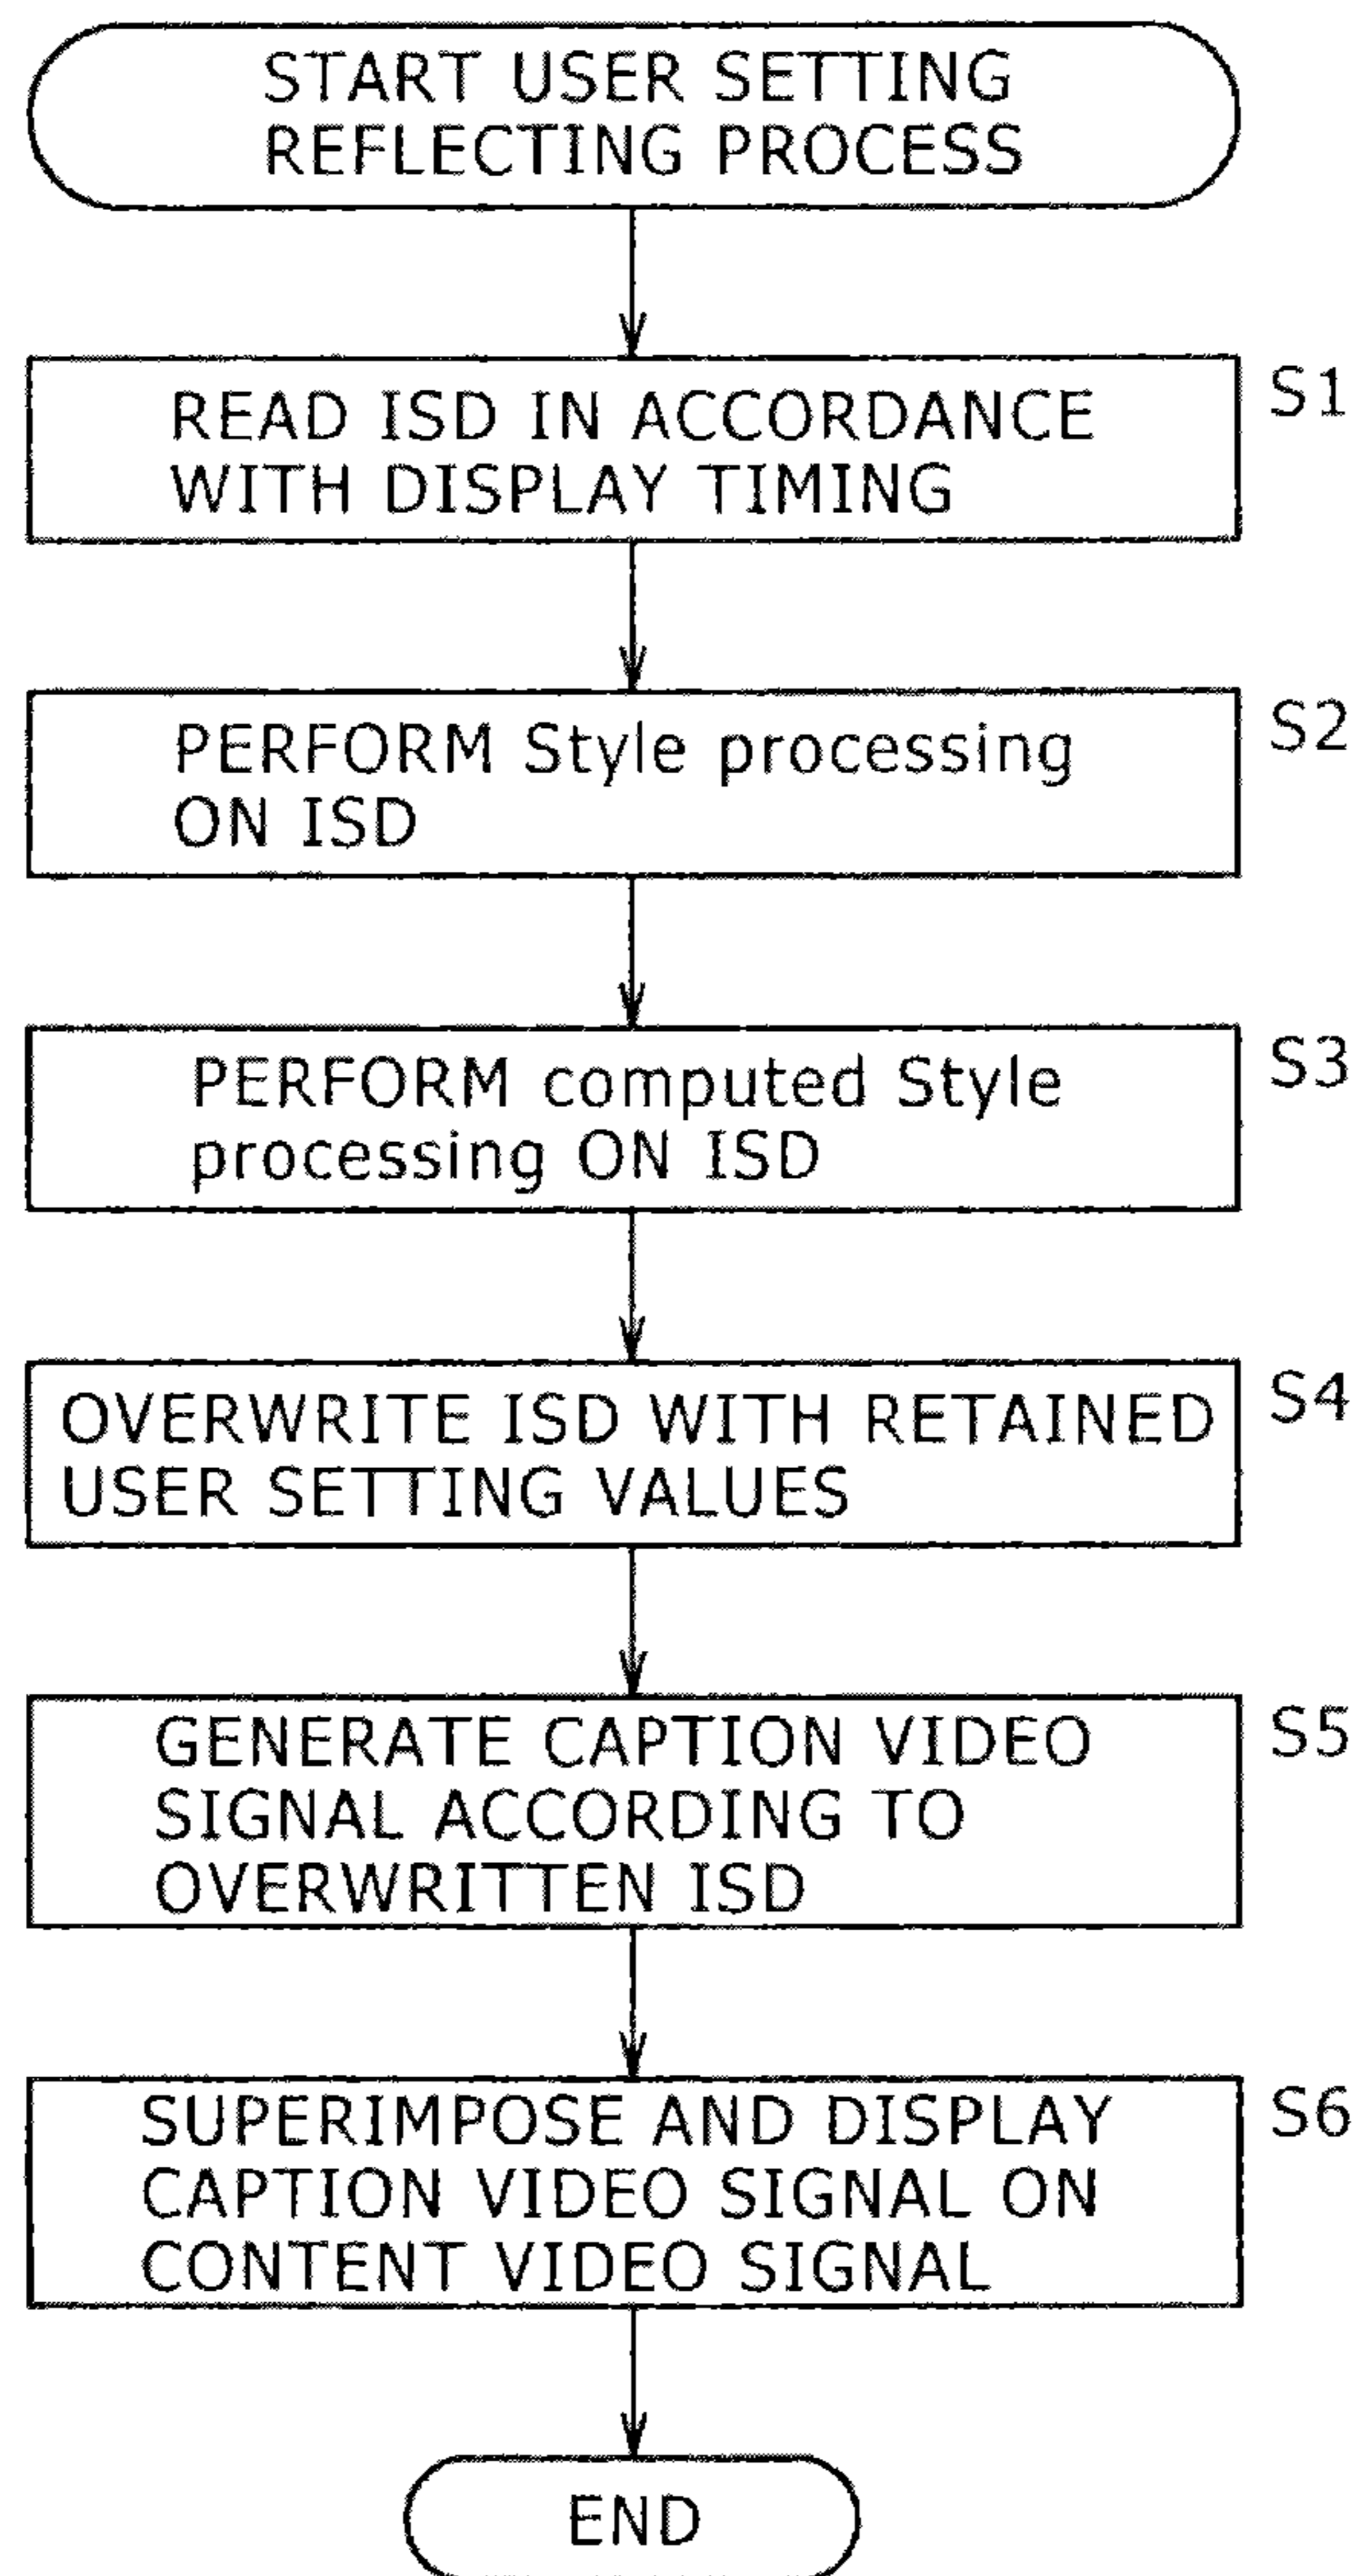 START USER SETTING
REFLECTING PROCESS
READ ISD IN ACCORDANCE
WITH DISPLAY TIMING
S1
PERFORM Style processing
ON ISD
S2
PERFORM computed Style
processing ON ISD
S3
OVERWRITE ISD WITH RETAINED
USER SETTING VALUES
S4
GENERATE CAPTION VIDEO
SIGNAL ACCORDING TO
OVERWRITTEN ISD
S5
SUPERIMPOSE AND DISPLAY
CAPTION VIDEO SIGNAL ON
CONTENT VIDEO SIGNAL
S6
END